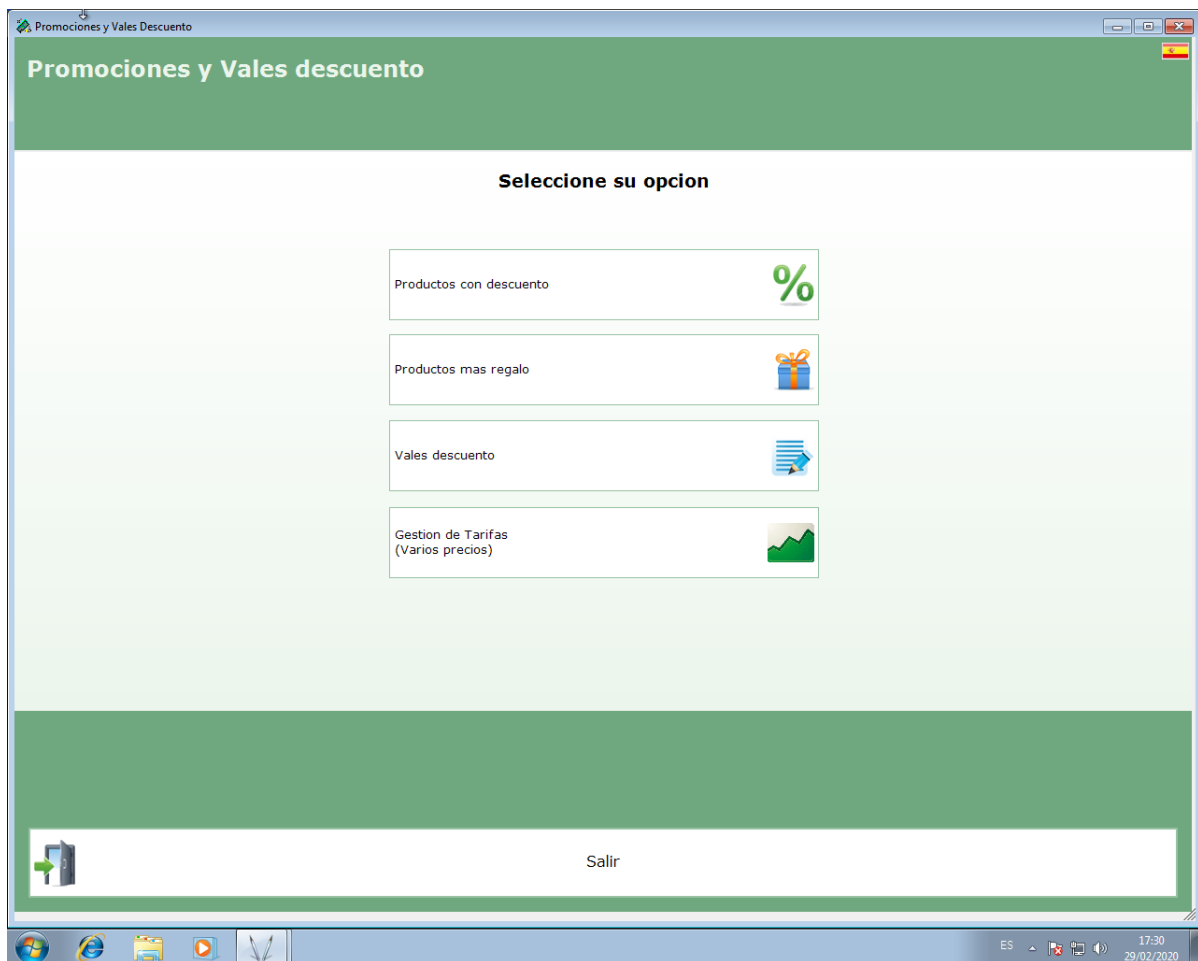 Promociones y Vales Descuento
Promociones y Vales descuento
Seleccione su opcion
Productos con descuento
%
Productos mas regalo
Vales descuento
Gestion de Tarifas
(Varios precios)
Salir
ES
17:30
29/02/2020